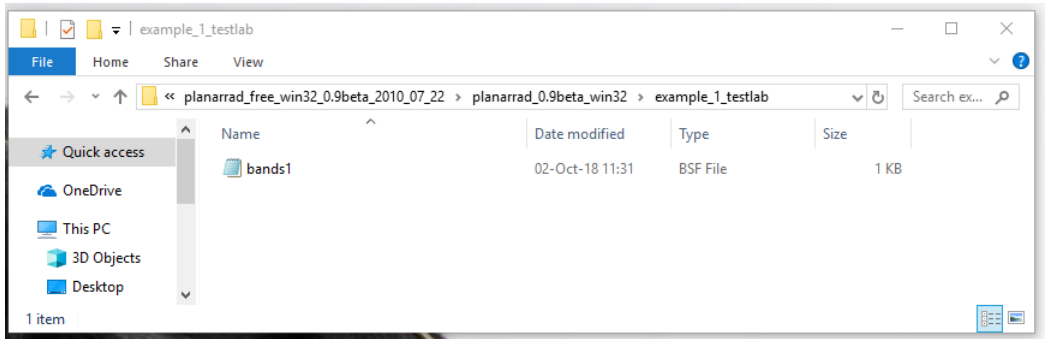 example_1_testlab
File Home Share View
« planarrad_free_win32_0.9beta_2010_07_22 › planarrad_0.9beta_win32 › example_1_testlab Search ex...
Name Date modified Type Size
Quick access
bands1 02-Oct-18 11:31 BSF File 1 KB
OneDrive
This PC
3D Objects
Desktop
1 item